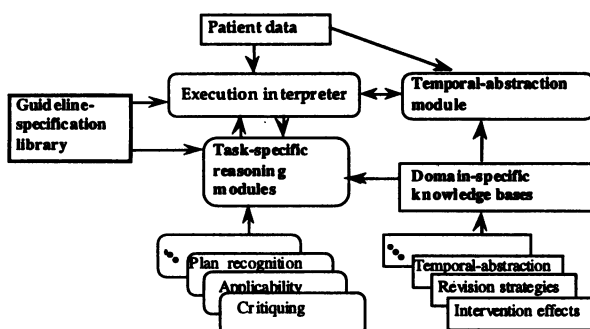 Patient data
Execution interpreter
Temporal-abstraction
module
Guideline-
specification
library
Task-specific
reasoning
modules
Domain-specific
knowledge bases
Plan recognition
Applicability
Critiquing
Temporal-abstraction
Revision strategies
Intervention effects